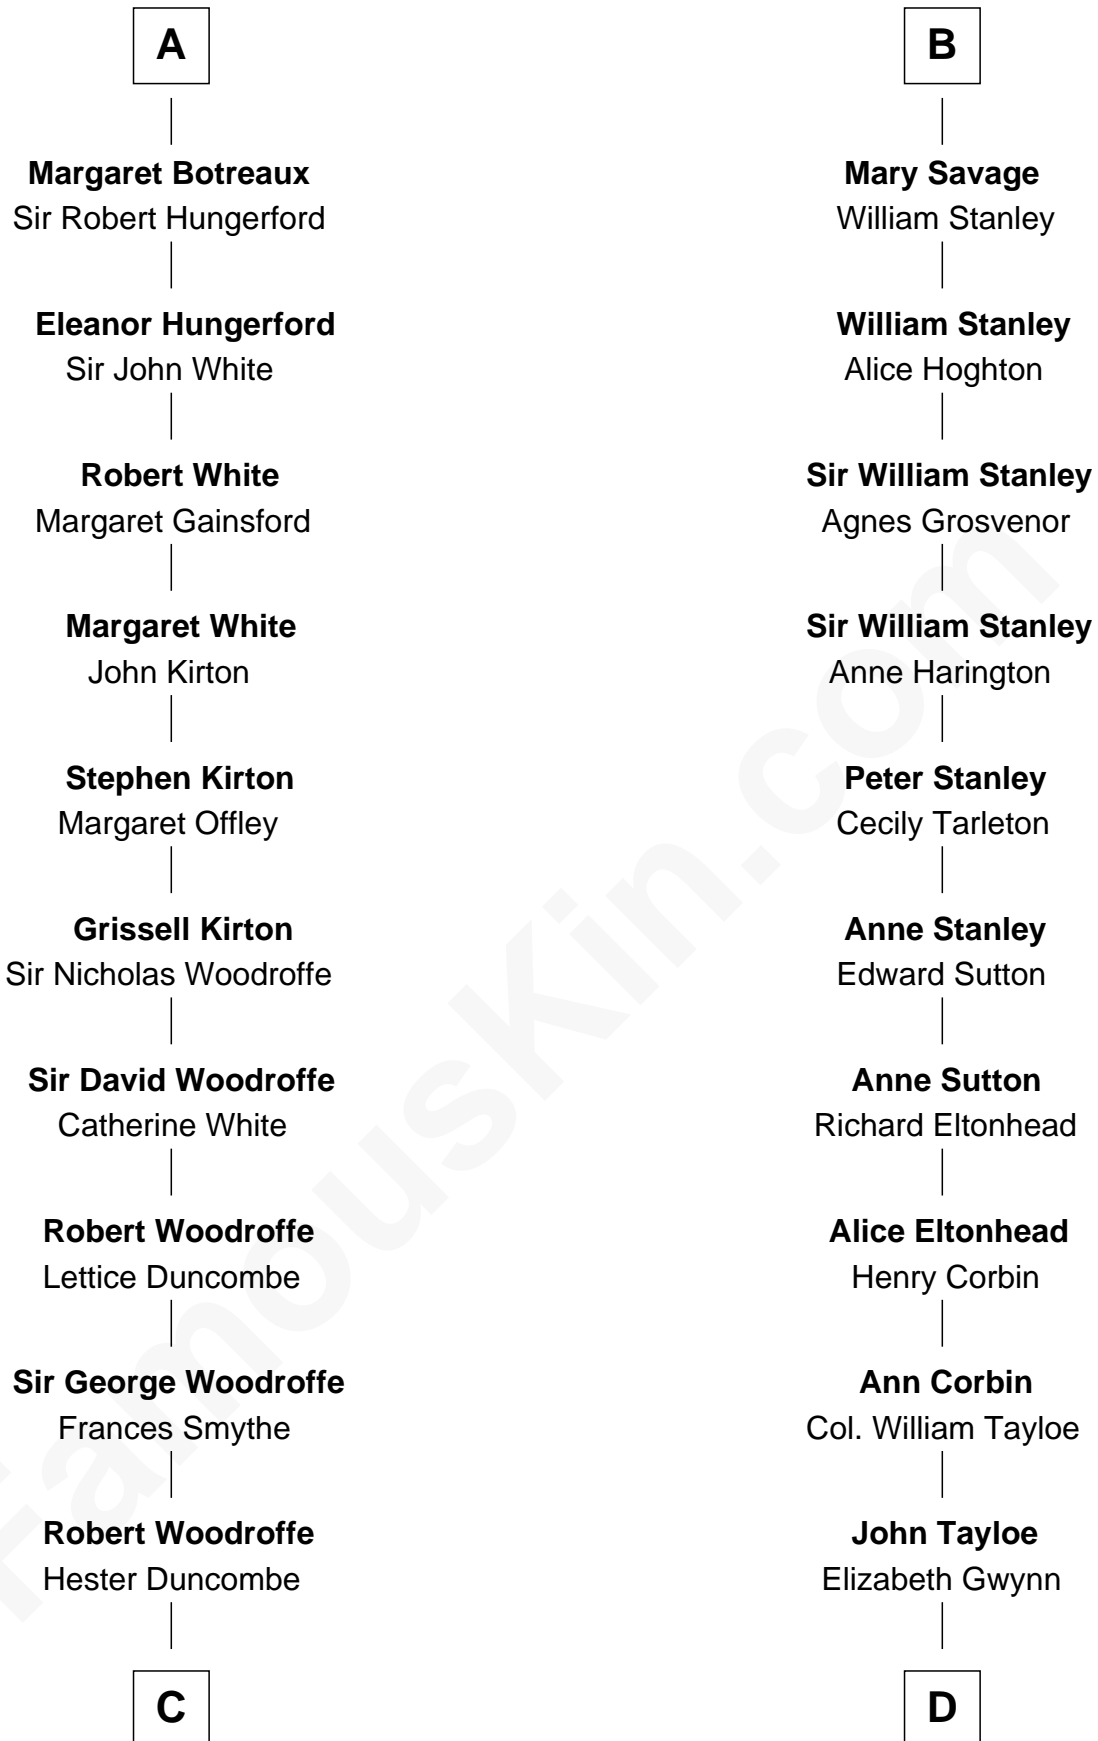 A
Margaret Botreaux
Sir Robert Hungerford
Eleanor Hungerford
Sir John White
Robert White
Margaret Gainsford
Margaret White
John Kirton
Stephen Kirton
Margaret Offley
Grissell Kirton
Sir Nicholas Woodroffe
Sir David Woodroffe
Catherine White
Robert Woodroffe
Lettice Duncombe
Sir George Woodroffe
Frances Smythe
Robert Woodroffe
Hester Duncombe
C
B
Mary Savage
William Stanley
William Stanley
Alice Hoghton
Sir William Stanley
Agnes Grosvenor
Sir William Stanley
Anne Harington
Peter Stanley
Cecily Tarleton
Anne Stanley
Edward Sutton
Anne Sutton
Richard Eltonhead
Alice Eltonhead
Henry Corbin
Ann Corbin
Col. William Tayloe
John Tayloe
Elizabeth Gwynn
D
FamousKin.com